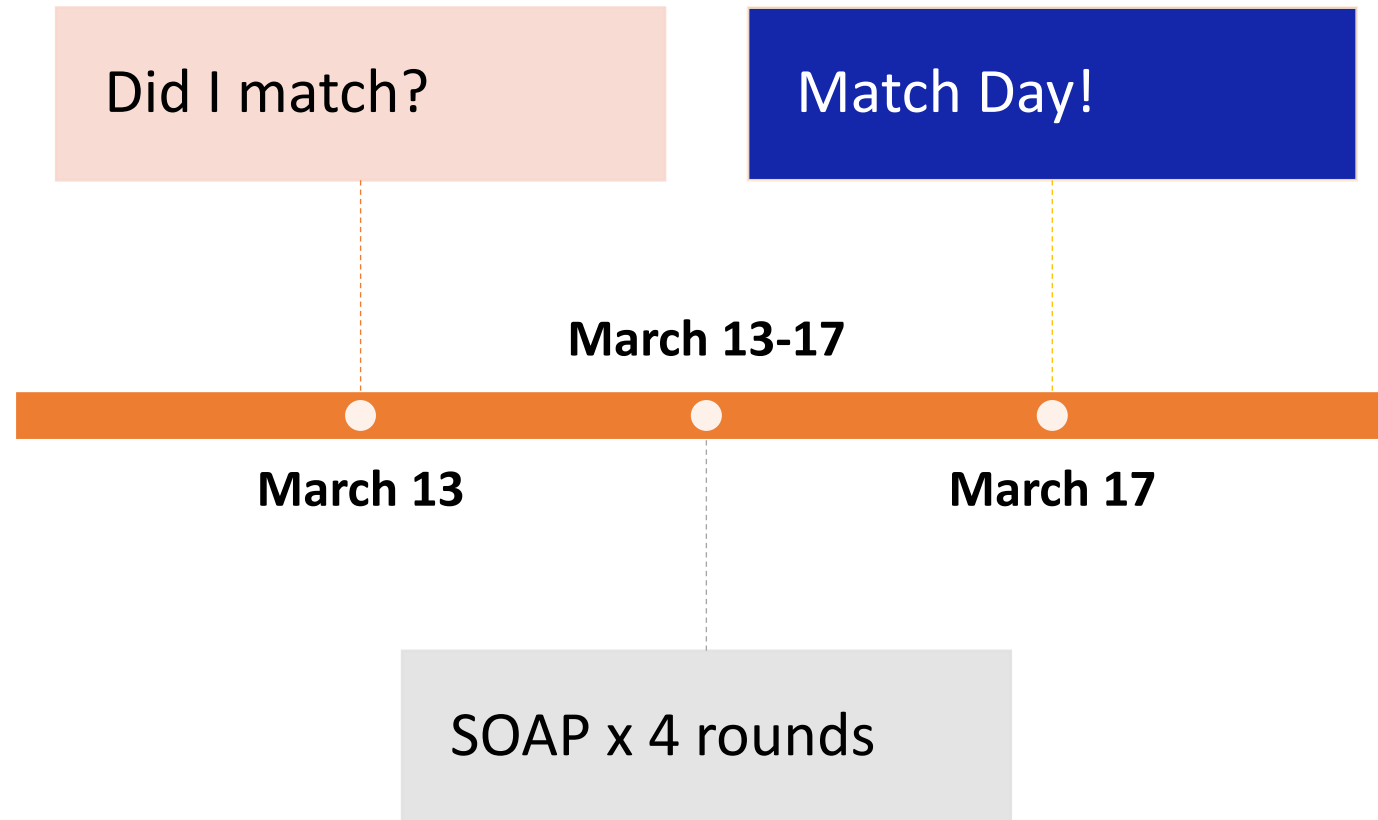 Did I match?
Match Day!
March 13-17
March 13
March 17
SOAP x 4 rounds